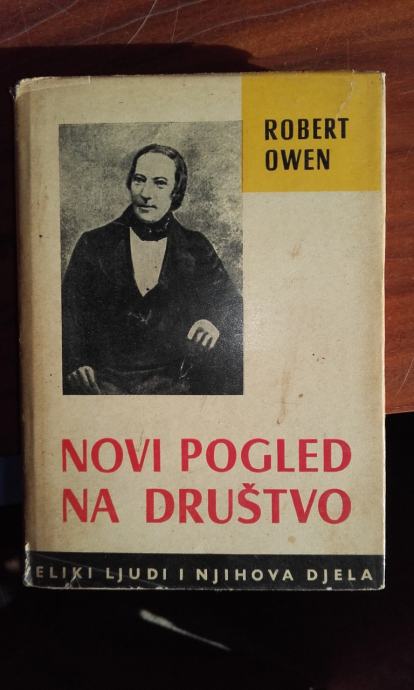 ROBERT
OWEN
NOVI POGLED
NA DRUŠTVO
ELIKI LJUDI I NJIHOVA DJELA